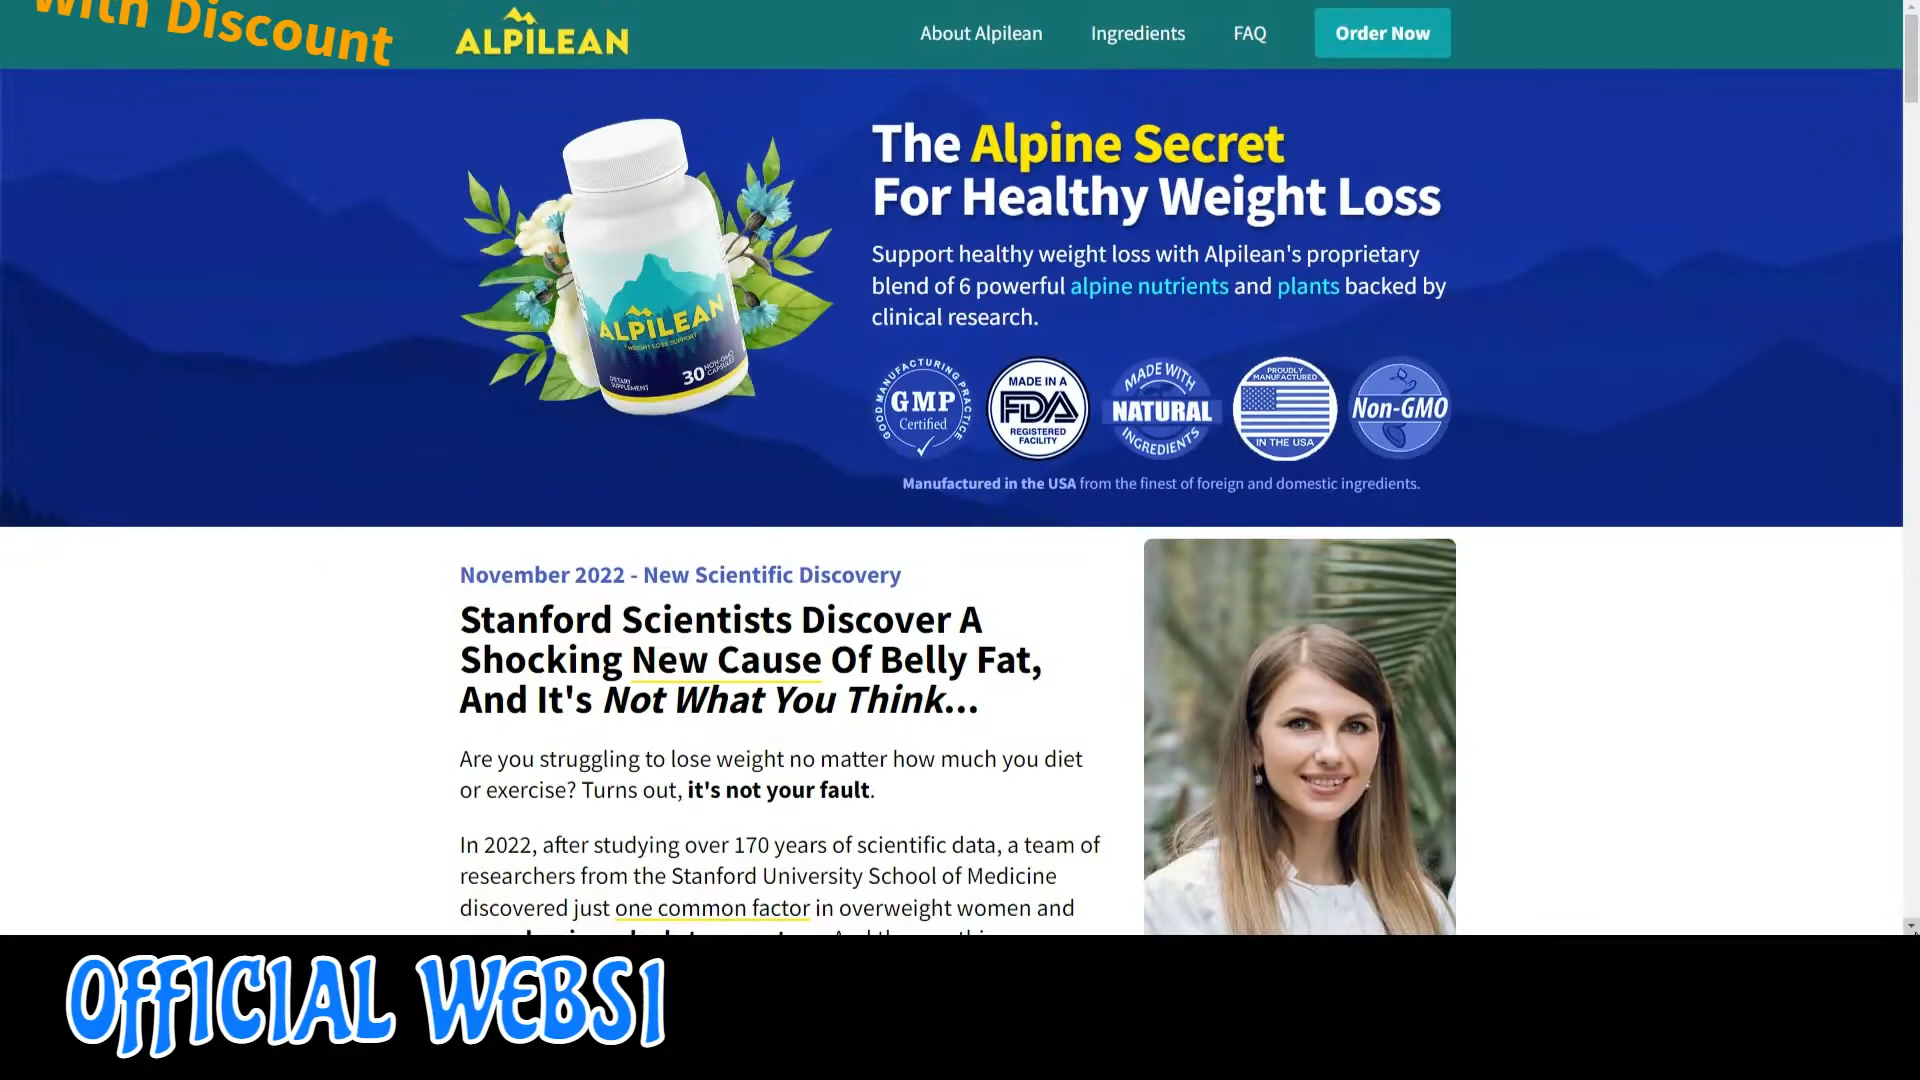 With Discount
ALPILEAN
About Alpilean
Ingredients
FAQ
Order Now
The Alpine Secret
For Healthy Weight Loss
Support healthy weight loss with Alpilean's proprietary
blend of 6 powerful alpine nutrients and plants backed by
clinical research.
ALPILEAN
WEIGHT LOSS SUPPORT
DIETARY
SUPPLEMENT
30 NON-GMO
CAPSULES
GOOD MANUFACTURING PRACTICE
GMP
Certified
MADE IN A
FDA
REGISTERED
FACILITY
MADE WITH
NATURAL
INGREDIENTS
PROUDLY
MANUFACTURED
IN THE USA
Non-GMO
Manufactured in the USA from the finest of foreign and domestic ingredients.
November 2022 - New Scientific Discovery
Stanford Scientists Discover A
Shocking New Cause Of Belly Fat,
And It's Not What You Think...
Are you struggling to lose weight no matter how much you diet
or exercise? Turns out, it's not your fault.
In 2022, after studying over 170 years of scientific data, a team of
researchers from the Stanford University School of Medicine
discovered just one common factor in overweight women and
OFFICIAL WEBSI